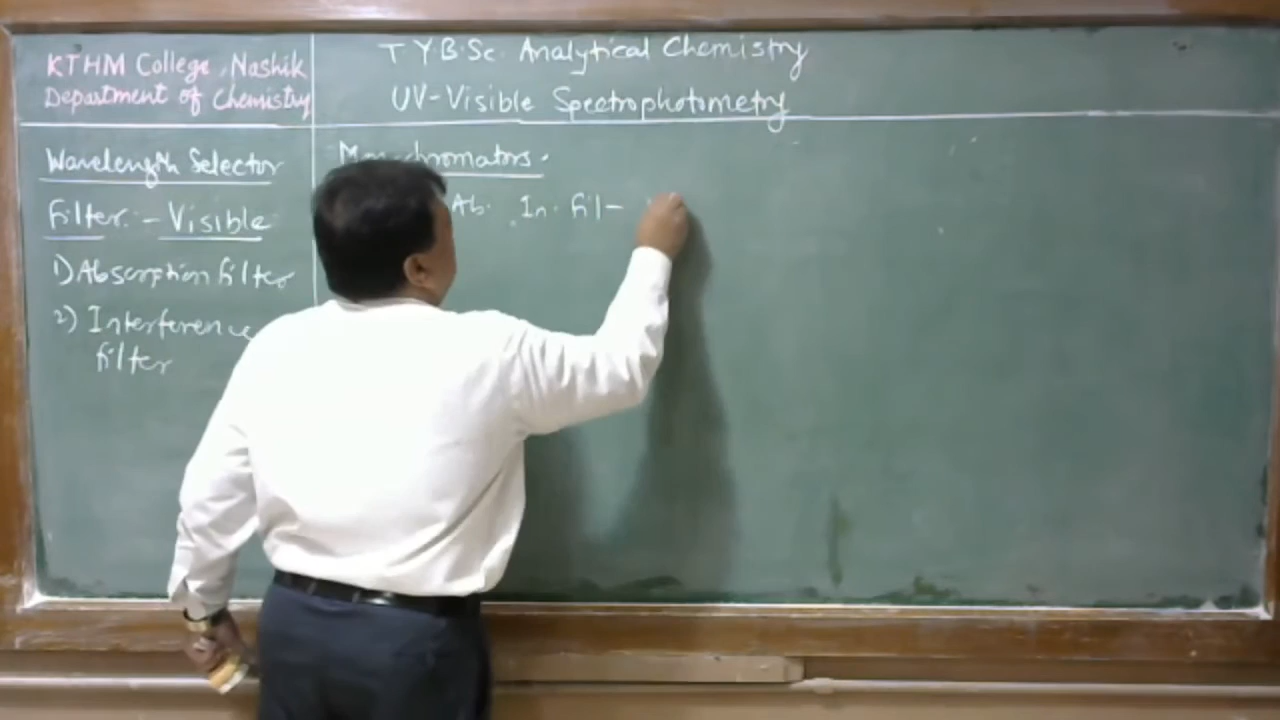 KTHM College, Nashik
Department of Chemistry
T Y B.Sc. Analytical Chemistry
UV-Visible Spectrophotometry
Wavelength Selector
Filter: - Visible
1) Absorption filter
2) Interference
filter
Monochromators.
Ab. In. fil -